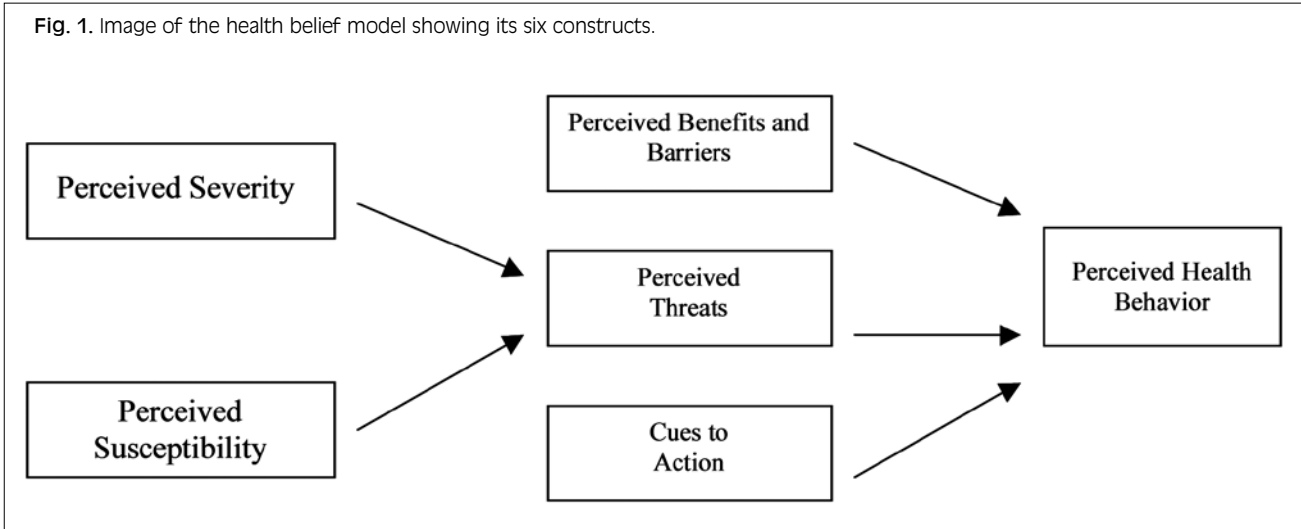 Fig. 1. Image of the health belief model showing its six constructs.
Perceived Benefits and
Barriers
Perceived Severity
Perceived
Threats
Perceived Health
Behavior
Perceived
Susceptibility
Cues to
Action